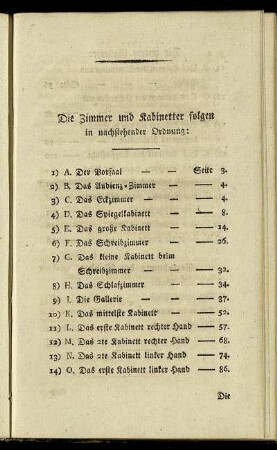 Die Zimmer und Kabinetter folgen
in nachstehender Ordnung:
1) A. Der Vorsaal — — Seite 3.
2) B. Das Audienz-Zimmer — — 4.
3) C. Das Eckzimmer — — — 4.
4) D. Das Spiegelkabinett — — 8.
5) E. Das große Kabinett — — 14.
6) F. Das Schreibzimmer — — 26.
7) G. Das kleine Kabinett beim
Schreibzimmer — — — 32.
8) H. Das Schlafzimmer — — 34.
9) I. Die Gallerie — — — 37.
10) K. Das mittelste Kabinett — — 52.
11) L. Das erste Kabinett rechter Hand — 57.
12) M. Das 2te Kabinett rechter Hand — 68.
13) N. Das 2te Kabinett linker Hand — 74.
14) O. Das erste Kabinett linker Hand — 86.
Die